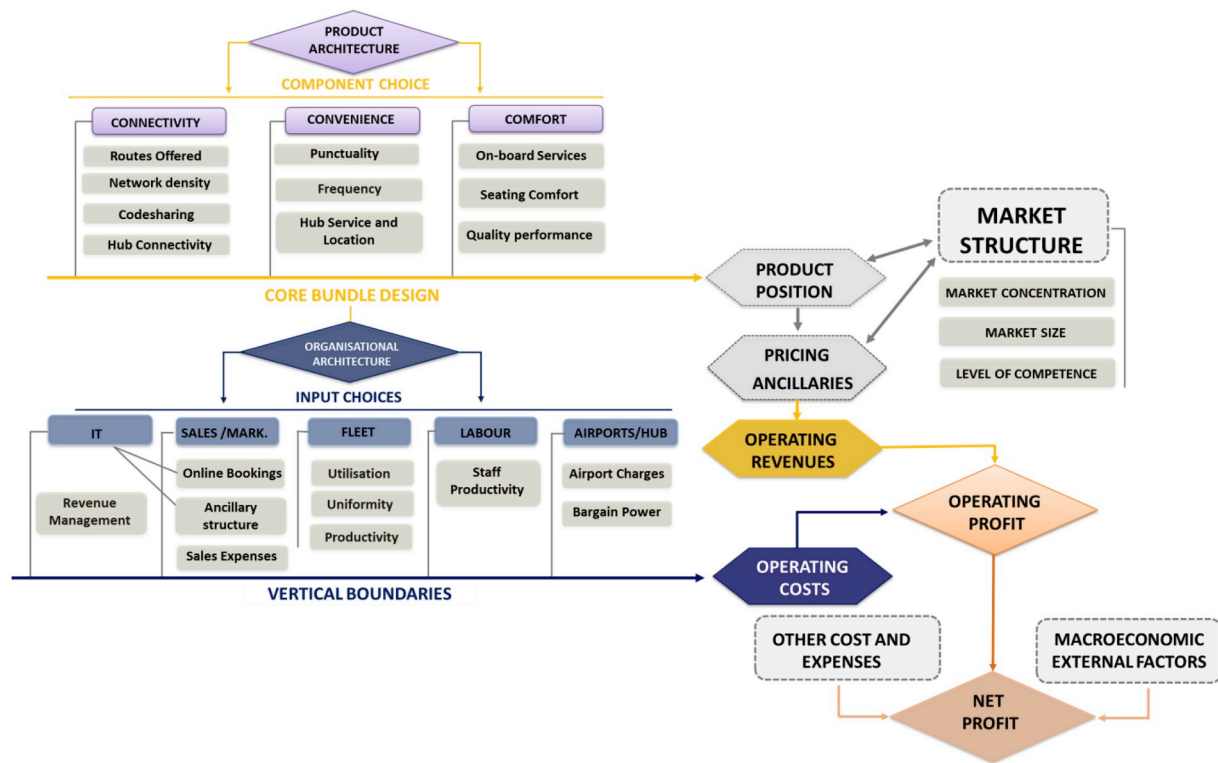 PRODUCT
ARCHITECTURE
COMPONENT CHOICE
CONNECTIVITY
Routes Offered
Network density
Codesharing
Hub Connectivity
CONVENIENCE
Punctuality
Frequency
Hub Service and
Location
COMFORT
On-board Services
Seating Comfort
Quality performance
CORE BUNDLE DESIGN
ORGANISATIONAL
ARCHITECTURE
INPUT CHOICES
IT
Revenue
Management
SALES /MARK.
Online Bookings
Ancillary
structure
Sales Expenses
FLEET
Utilisation
Uniformity
Productivity
LABOUR
Staff
Productivity
AIRPORTS/HUB
Airport Charges
Bargain Power
VERTICAL BOUNDARIES
MARKET
STRUCTURE
MARKET CONCENTRATION
MARKET SIZE
LEVEL OF COMPETENCE
PRODUCT
POSITION
PRICING
ANCILLARIES
OPERATING
REVENUES
OPERATING
PROFIT
OPERATING
COSTS
OTHER COST AND
EXPENSES
MACROECONOMIC
EXTERNAL FACTORS
NET
PROFIT